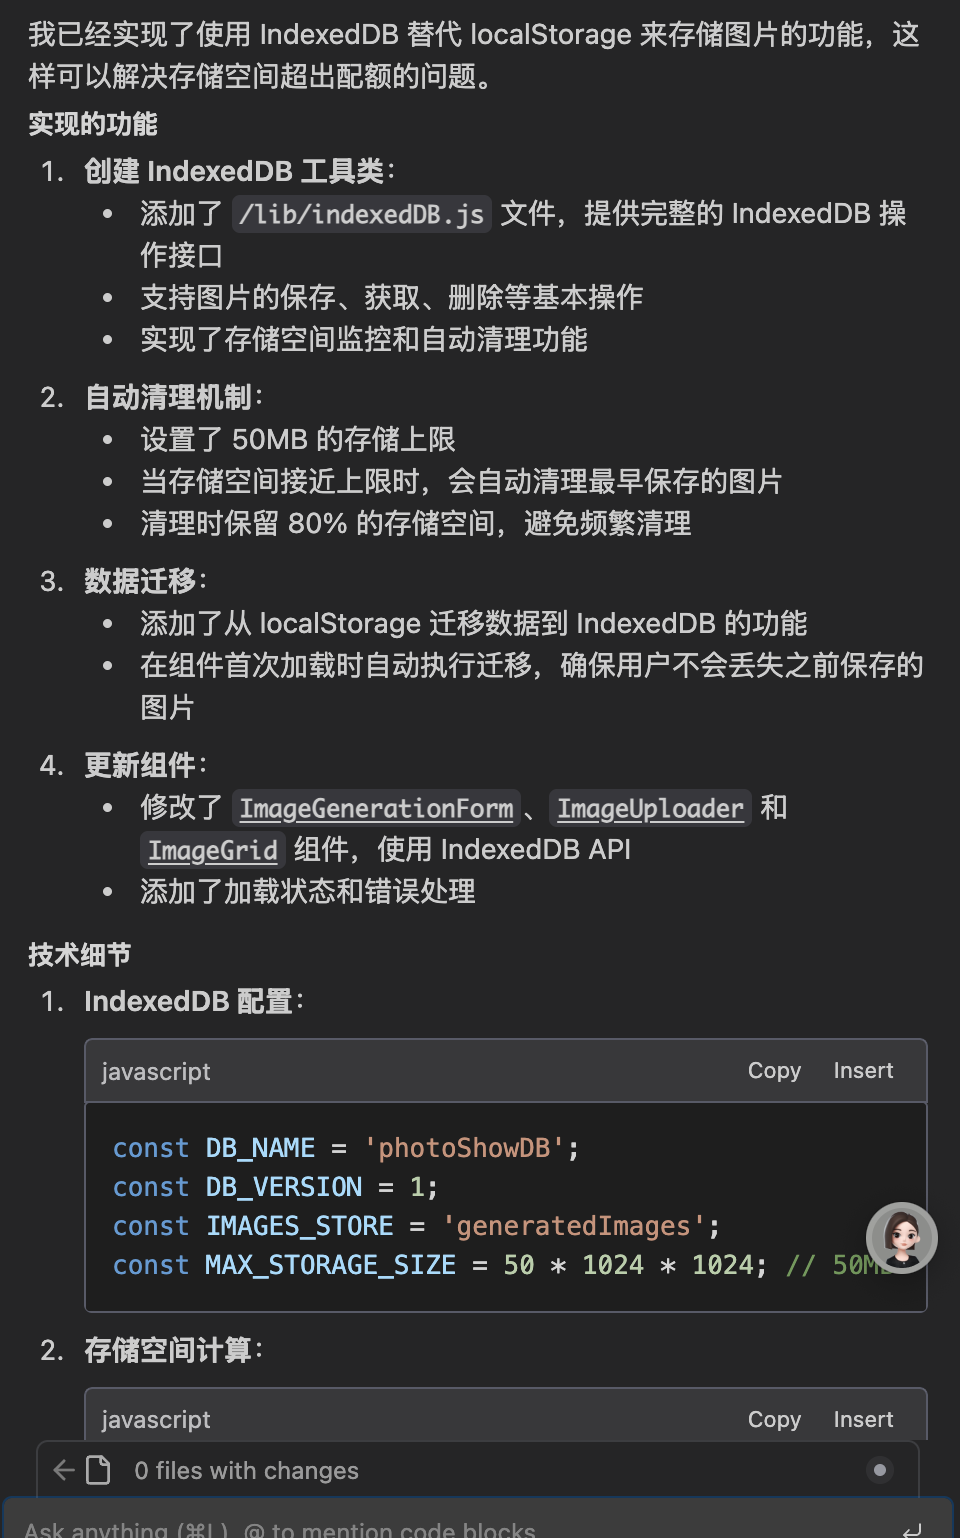 我已经实现了使用 IndexedDB 替代 localStorage 来存储图片的功能，这
样可以解决存储空间超出配额的问题。
实现的功能
1. 创建 IndexedDB 工具类：
• 添加了 /lib/indexedDB.js 文件，提供完整的 IndexedDB 操
作接口
• 支持图片的保存、获取、删除等基本操作
• 实现了存储空间监控和自动清理功能
2. 自动清理机制：
• 设置了 50MB 的存储上限
• 当存储空间接近上限时，会自动清理最早保存的图片
• 清理时保留 80% 的存储空间，避免频繁清理
3. 数据迁移：
• 添加了从 localStorage 迁移数据到 IndexedDB 的功能
• 在组件首次加载时自动执行迁移，确保用户不会丢失之前保存的
图片
4. 更新组件：
• 修改了 ImageGenerationForm、ImageUploader 和
ImageGrid 组件，使用 IndexedDB API
• 添加了加载状态和错误处理
技术细节
1. IndexedDB 配置：
javascript Copy Insert
const DB_NAME = 'photoShowDB';
const DB_VERSION = 1;
const IMAGES_STORE = 'generatedImages';
const MAX_STORAGE_SIZE = 50 * 1024 * 1024; // 50MB
2. 存储空间计算：
javascript Copy Insert
0 files with changes
Ask anything (⌘L), @ to mention code blocks